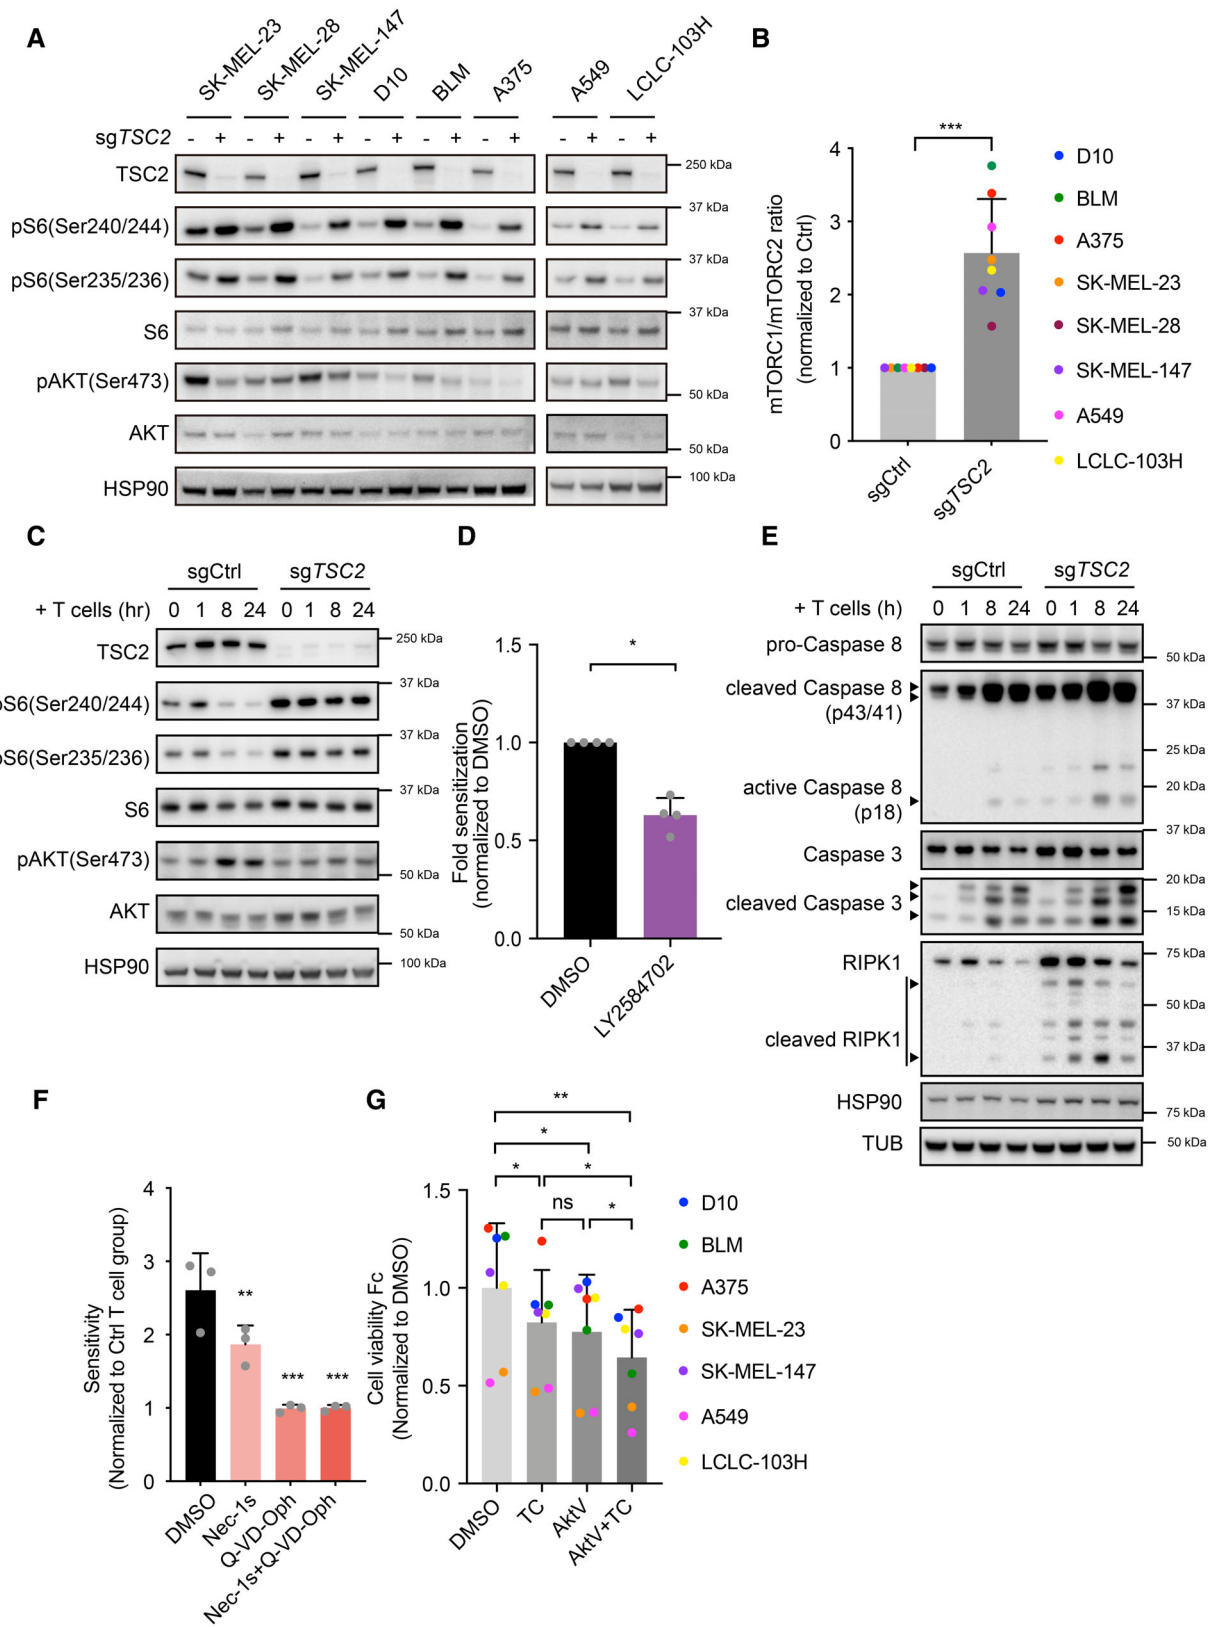 A
SK-MEL-23
SK-MEL-28
SK-MEL-147
D10
BLM
A375
A549
LCLC-103H
sgTSC2 - + - + - + - + - + - + - + - +
TSC2
250 kDa
pS6(Ser240/244)
37 kDa
pS6(Ser235/236)
37 kDa
S6
37 kDa
pAKT(Ser473)
50 kDa
AKT
50 kDa
HSP90
100 kDa
B
mTORC1/mTORC2 ratio
(normalized to Ctrl)
4
3
2
1
0
***
sgCtrl
sgTSC2
D10
BLM
A375
SK-MEL-23
SK-MEL-28
SK-MEL-147
A549
LCLC-103H
C
sgCtrl sgTSC2
+ T cells (hr) 0 1 8 24 0 1 8 24
TSC2
250 kDa
S6(Ser240/244)
37 kDa
S6(Ser235/236)
37 kDa
S6
37 kDa
pAKT(Ser473)
50 kDa
AKT
50 kDa
HSP90
100 kDa
D
Fold sensitization
(normalized to DMSO)
1.5
1.0
0.5
0.0
*
DMSO
LY2584702
E
sgCtrl sgTSC2
+ T cells (h) 0 1 8 24 0 1 8 24
pro-Caspase 8
50 kDa
cleaved Caspase 8
(p43/41)
37 kDa
25 kDa
active Caspase 8
(p18)
20 kDa
Caspase 3
37 kDa
cleaved Caspase 3
20 kDa
15 kDa
RIPK1
75 kDa
50 kDa
cleaved RIPK1
37 kDa
HSP90
75 kDa
TUB
50 kDa
F
Sensitivity
(Normalized to Ctrl T cell group)
4
3
2
1
0
**
***
***
DMSO
Nec-1s
Q-VD-Oph
Nec-1s+Q-VD-Oph
G
Cell viability Fc
(Normalized to DMSO)
1.5
1.0
0.5
0.0
**
*
* *
ns *
DMSO
TC
AktV
AktV+TC
D10
BLM
A375
SK-MEL-23
SK-MEL-147
A549
LCLC-103H